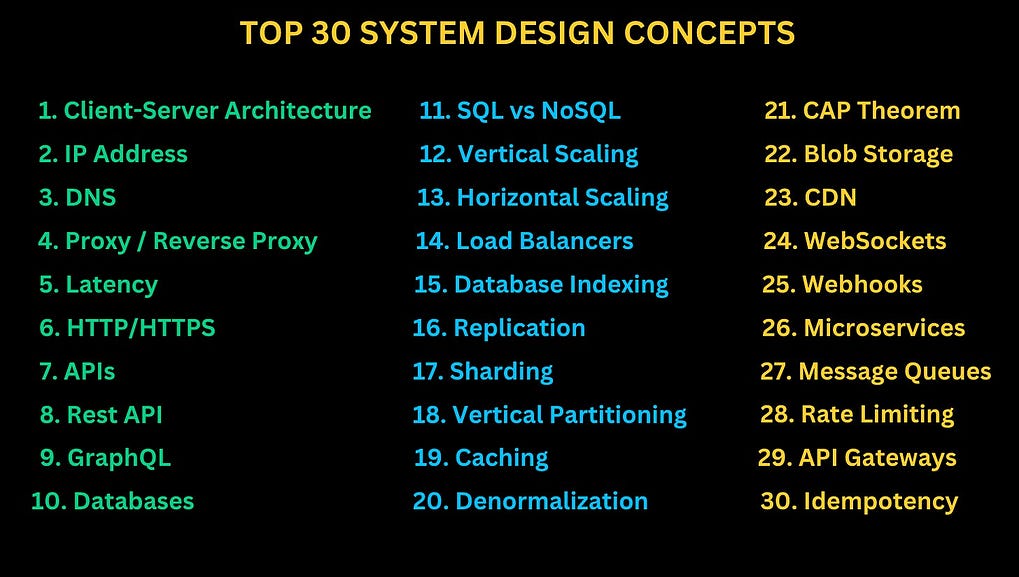 TOP 30 SYSTEM DESIGN CONCEPTS
1. Client-Server Architecture
2. IP Address
3. DNS
4. Proxy / Reverse Proxy
5. Latency
6. HTTP/HTTPS
7. APIs
8. Rest API
9. GraphQL
10. Databases
11. SQL vs NoSQL
12. Vertical Scaling
13. Horizontal Scaling
14. Load Balancers
15. Database Indexing
16. Replication
17. Sharding
18. Vertical Partitioning
19. Caching
20. Denormalization
21. CAP Theorem
22. Blob Storage
23. CDN
24. WebSockets
25. Webhooks
26. Microservices
27. Message Queues
28. Rate Limiting
29. API Gateways
30. Idempotency